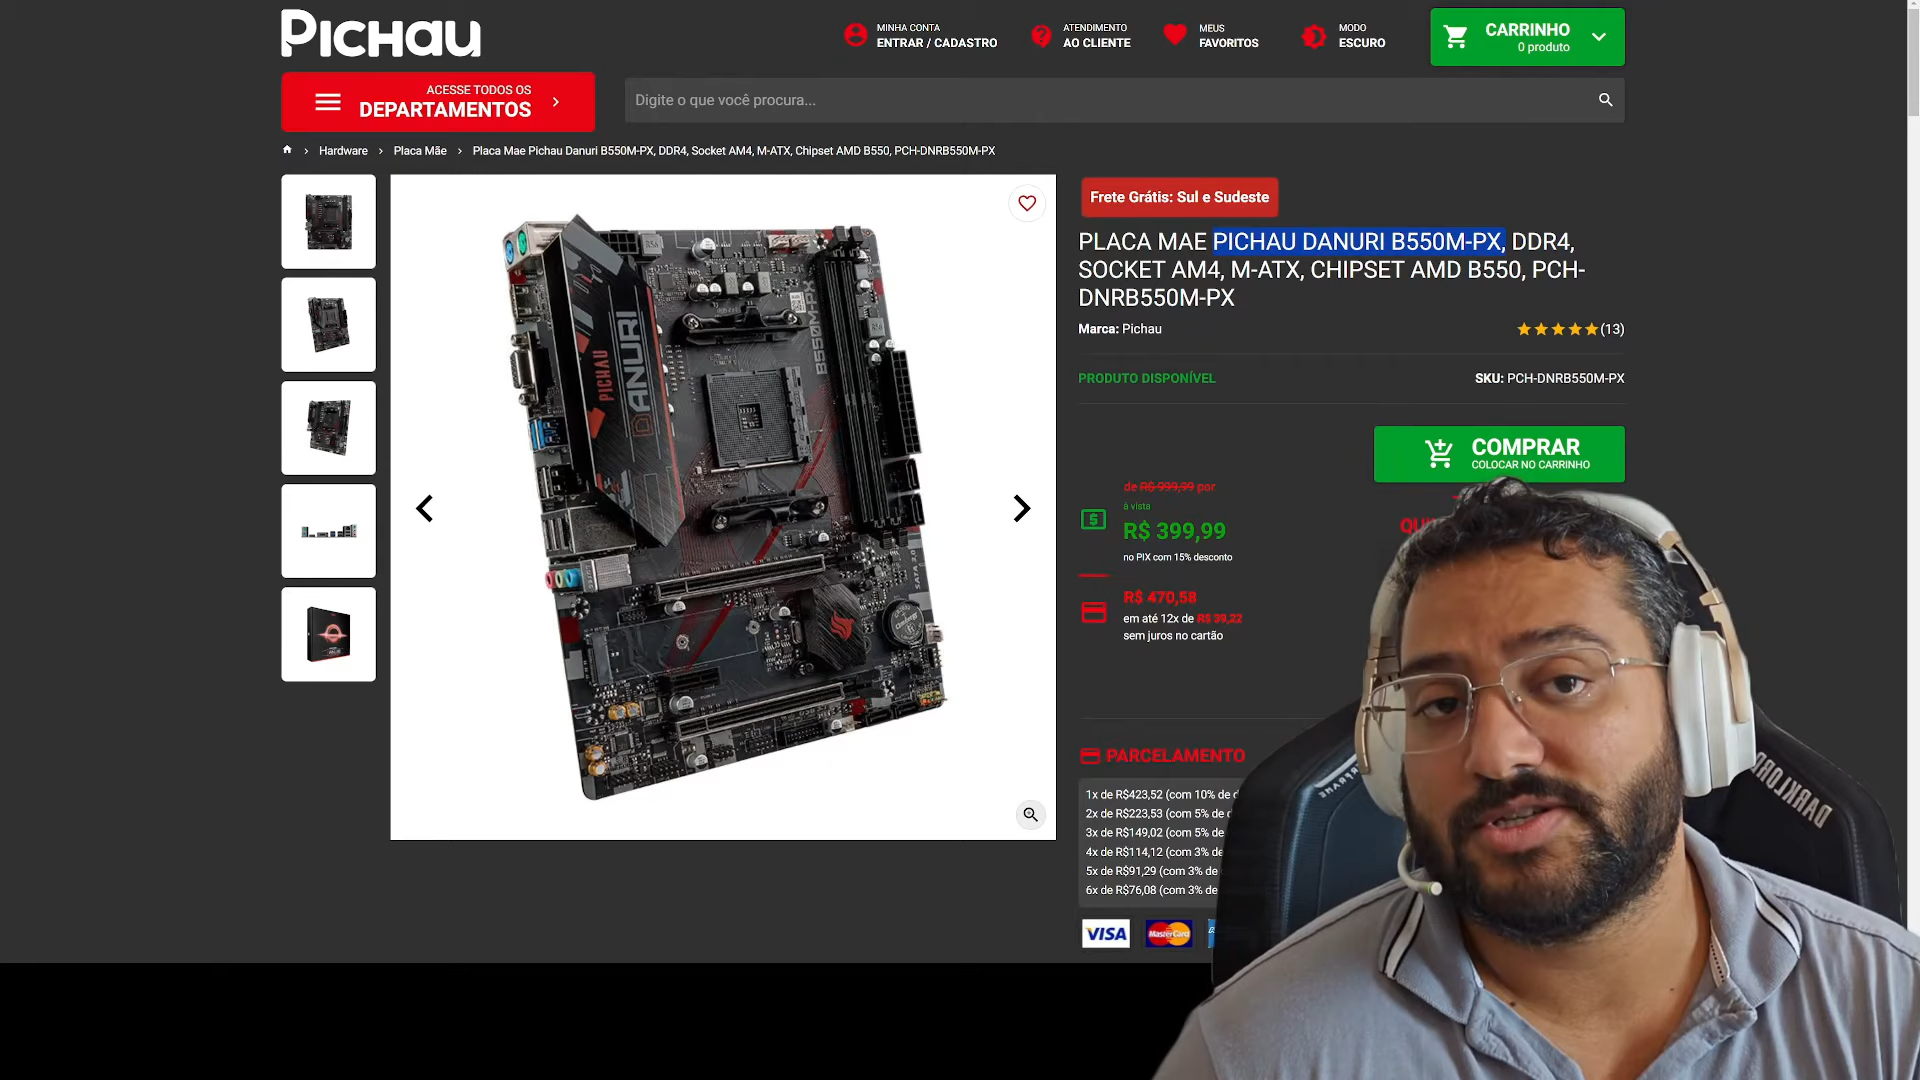 PICHAU
MINHA CONTA
ENTRAR / CADASTRO
ATENDIMENTO
AO CLIENTE
MEUS
FAVORITOS
MODO
ESCURO
CARRINHO
0 produto
ACESSE TODOS OS
DEPARTAMENTOS
Digite o que você procura...
Hardware > Placa Mãe > Placa Mae Pichau Danuri B550M-PX, DDR4, Socket AM4, M-ATX, Chipset AMD B550, PCH-DNRB550M-PX
PICHAU
DANURI
B550M-PX
SATA 3.0
Frete Grátis: Sul e Sudeste
PLACA MAE PICHAU DANURI B550M-PX, DDR4,
SOCKET AM4, M-ATX, CHIPSET AMD B550, PCH-
DNRB550M-PX
Marca: Pichau
(13)
PRODUTO DISPONÍVEL
SKU: PCH-DNRB550M-PX
COMPRAR
COLOCAR NO CARRINHO
de R$ 999,99 por
à vista
R$ 399,99
no PIX com 15% desconto
R$ 470,58
em até 12x de R$ 39,22
sem juros no cartão
PARCELAMENTO
1x de R$423,52 (com 10% de d
2x de R$223,53 (com 5% de
3x de R$149,02 (com 5% de
4x de R$114,12 (com 3% de
5x de R$91,29 (com 3% de
6x de R$76,08 (com 3% de
VISA
MasterCard
DARKLORD